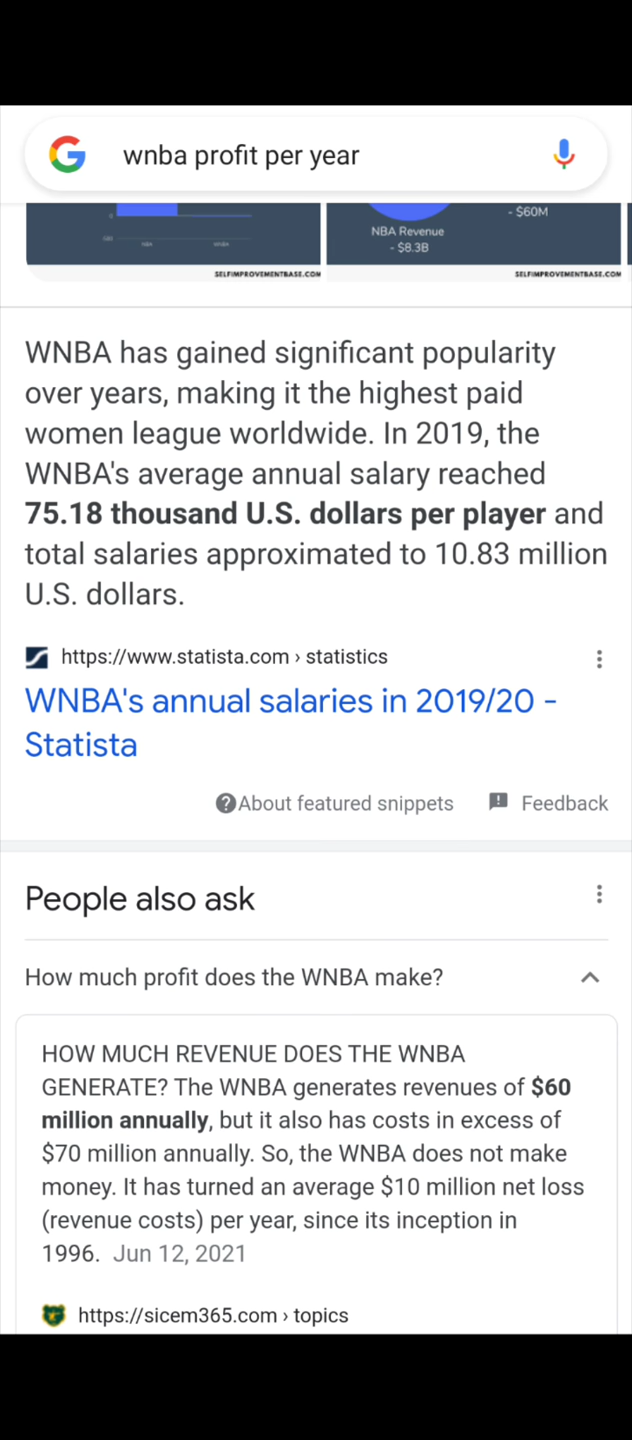 wnba profit per year
- $60M
NBA Revenue
- $8.3B
NBA
WNBA
SELFIMPROVEMENTBASE.COM
SELFIMPROVEMENTBASE.COM
WNBA has gained significant popularity
over years, making it the highest paid
women league worldwide. In 2019, the
WNBA's average annual salary reached
75.18 thousand U.S. dollars per player and
total salaries approximated to 10.83 million
U.S. dollars.
https://www.statista.com › statistics
WNBA's annual salaries in 2019/20 -
Statista
About featured snippets
Feedback
People also ask
How much profit does the WNBA make?
HOW MUCH REVENUE DOES THE WNBA
GENERATE? The WNBA generates revenues of $60
million annually, but it also has costs in excess of
$70 million annually. So, the WNBA does not make
money. It has turned an average $10 million net loss
(revenue costs) per year, since its inception in
1996. Jun 12, 2021
https://sicem365.com › topics